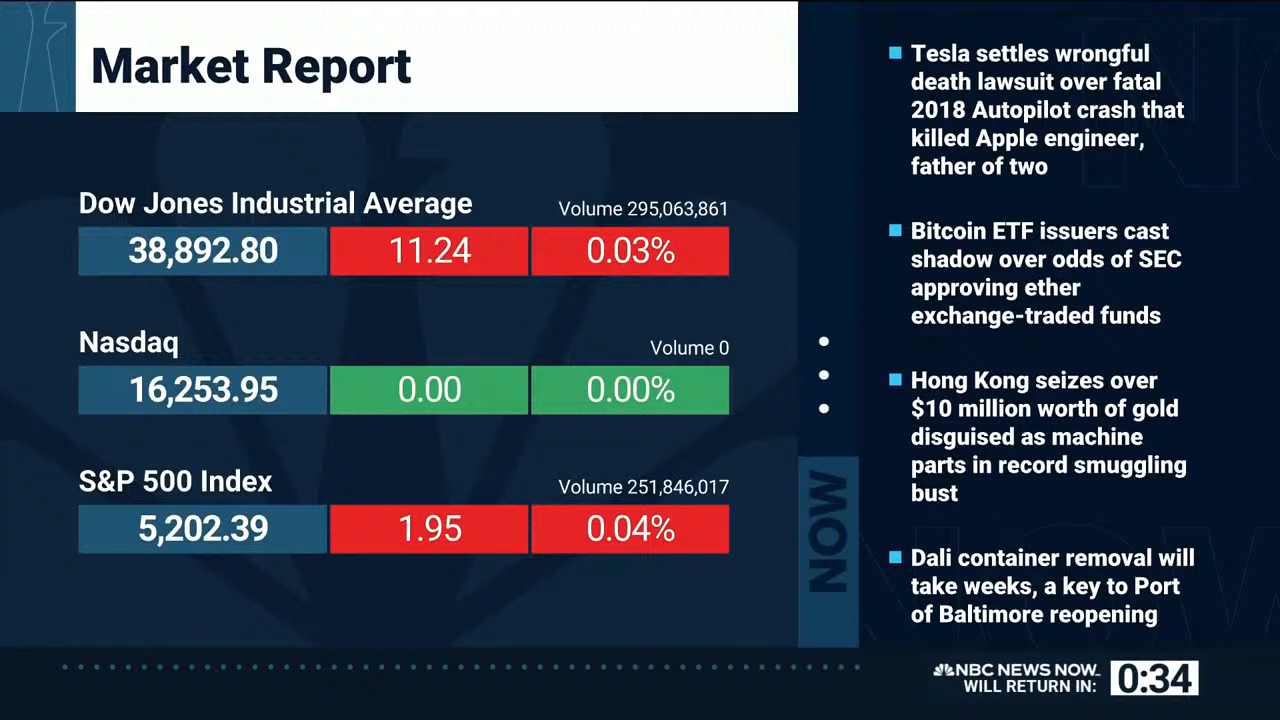 Market Report
Dow Jones Industrial Average
Volume 295,063,861
38,892.80
11.24
0.03%
Nasdaq
Volume 0
16,253.95
0.00
0.00%
S&P 500 Index
Volume 251,846,017
5,202.39
1.95
0.04%
NOW
Tesla settles wrongful
death lawsuit over fatal
2018 Autopilot crash that
killed Apple engineer,
father of two
Bitcoin ETF issuers cast
shadow over odds of SEC
approving ether
exchange-traded funds
Hong Kong seizes over
$10 million worth of gold
disguised as machine
parts in record smuggling
bust
Dali container removal will
take weeks, a key to Port
of Baltimore reopening
NBC NEWS NOW
WILL RETURN IN:
0:34